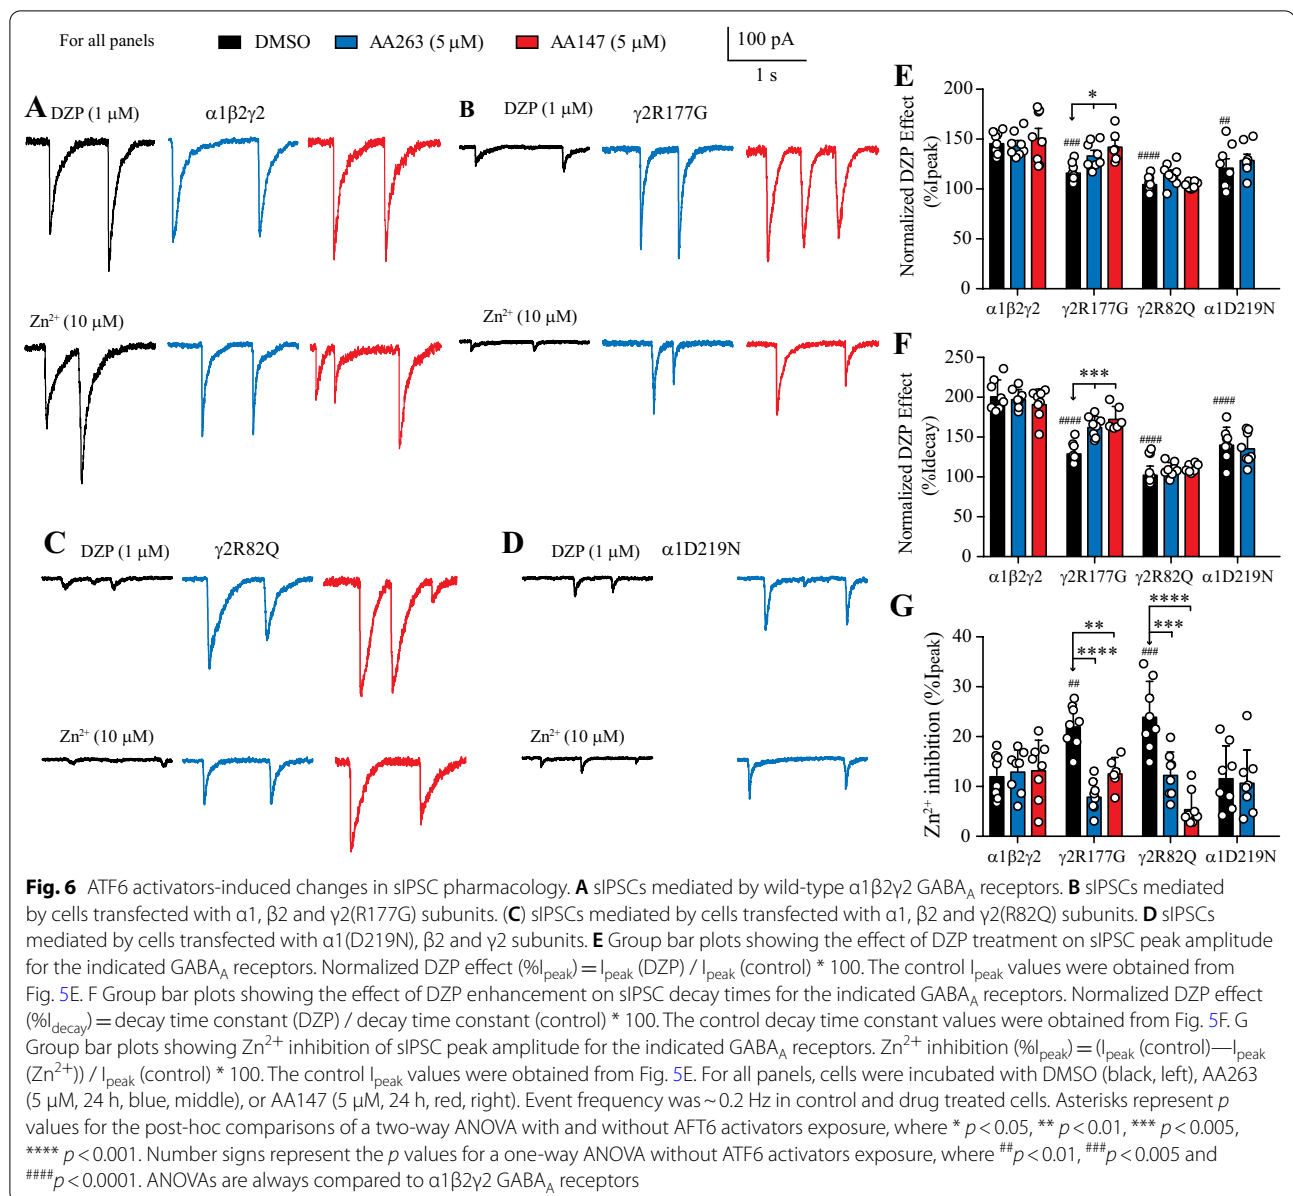 For all panels DMSO AA263 (5 μM) AA147 (5 μM)
100 pA
1 s
A DZP (1 μM) α1β2γ2
Zn²⁺ (10 μM)
B DZP (1 μM) γ2R177G
Zn²⁺ (10 μM)
C DZP (1 μM) γ2R82Q
Zn²⁺ (10 μM)
D DZP (1 μM) α1D219N
Zn²⁺ (10 μM)
E
Normalized DZP Effect
(%Ipeak)
200
150
100
50
0
### * #### ##
α1β2γ2 γ2R177G γ2R82Q α1D219N
F
Normalized DZP Effect
(%Idecay)
250
200
150
100
50
0
#### *** #### ####
α1β2γ2 γ2R177G γ2R82Q α1D219N
G
Zn²⁺ inhibition (%Ipeak)
40
30
20
10
0
** **** ## **** *** ###
α1β2γ2 γ2R177G γ2R82Q α1D219N
Fig. 6 ATF6 activators-induced changes in sIPSC pharmacology. A sIPSCs mediated by wild-type α1β2γ2 GABA_A receptors. B sIPSCs mediated
by cells transfected with α1, β2 and γ2(R177G) subunits. (C) sIPSCs mediated by cells transfected with α1, β2 and γ2(R82Q) subunits. D sIPSCs
mediated by cells transfected with α1(D219N), β2 and γ2 subunits. E Group bar plots showing the effect of DZP treatment on sIPSC peak amplitude
for the indicated GABA_A receptors. Normalized DZP effect (%I_peak) = I_peak (DZP) / I_peak (control) * 100. The control I_peak values were obtained from
Fig. 5E. F Group bar plots showing the effect of DZP enhancement on sIPSC decay times for the indicated GABA_A receptors. Normalized DZP effect
(%I_decay) = decay time constant (DZP) / decay time constant (control) * 100. The control decay time constant values were obtained from Fig. 5F. G
Group bar plots showing Zn²⁺ inhibition of sIPSC peak amplitude for the indicated GABA_A receptors. Zn²⁺ inhibition (%I_peak) = (I_peak (control)—I_peak
(Zn²⁺)) / I_peak (control) * 100. The control I_peak values were obtained from Fig. 5E. For all panels, cells were incubated with DMSO (black, left), AA263
(5 μM, 24 h, blue, middle), or AA147 (5 μM, 24 h, red, right). Event frequency was ~ 0.2 Hz in control and drug treated cells. Asterisks represent p
values for the post-hoc comparisons of a two-way ANOVA with and without AFT6 activators exposure, where * p < 0.05, ** p < 0.01, *** p < 0.005,
**** p < 0.001. Number signs represent the p values for a one-way ANOVA without ATF6 activators exposure, where ##p < 0.01, ###p < 0.005 and
####p < 0.0001. ANOVAs are always compared to α1β2γ2 GABA_A receptors